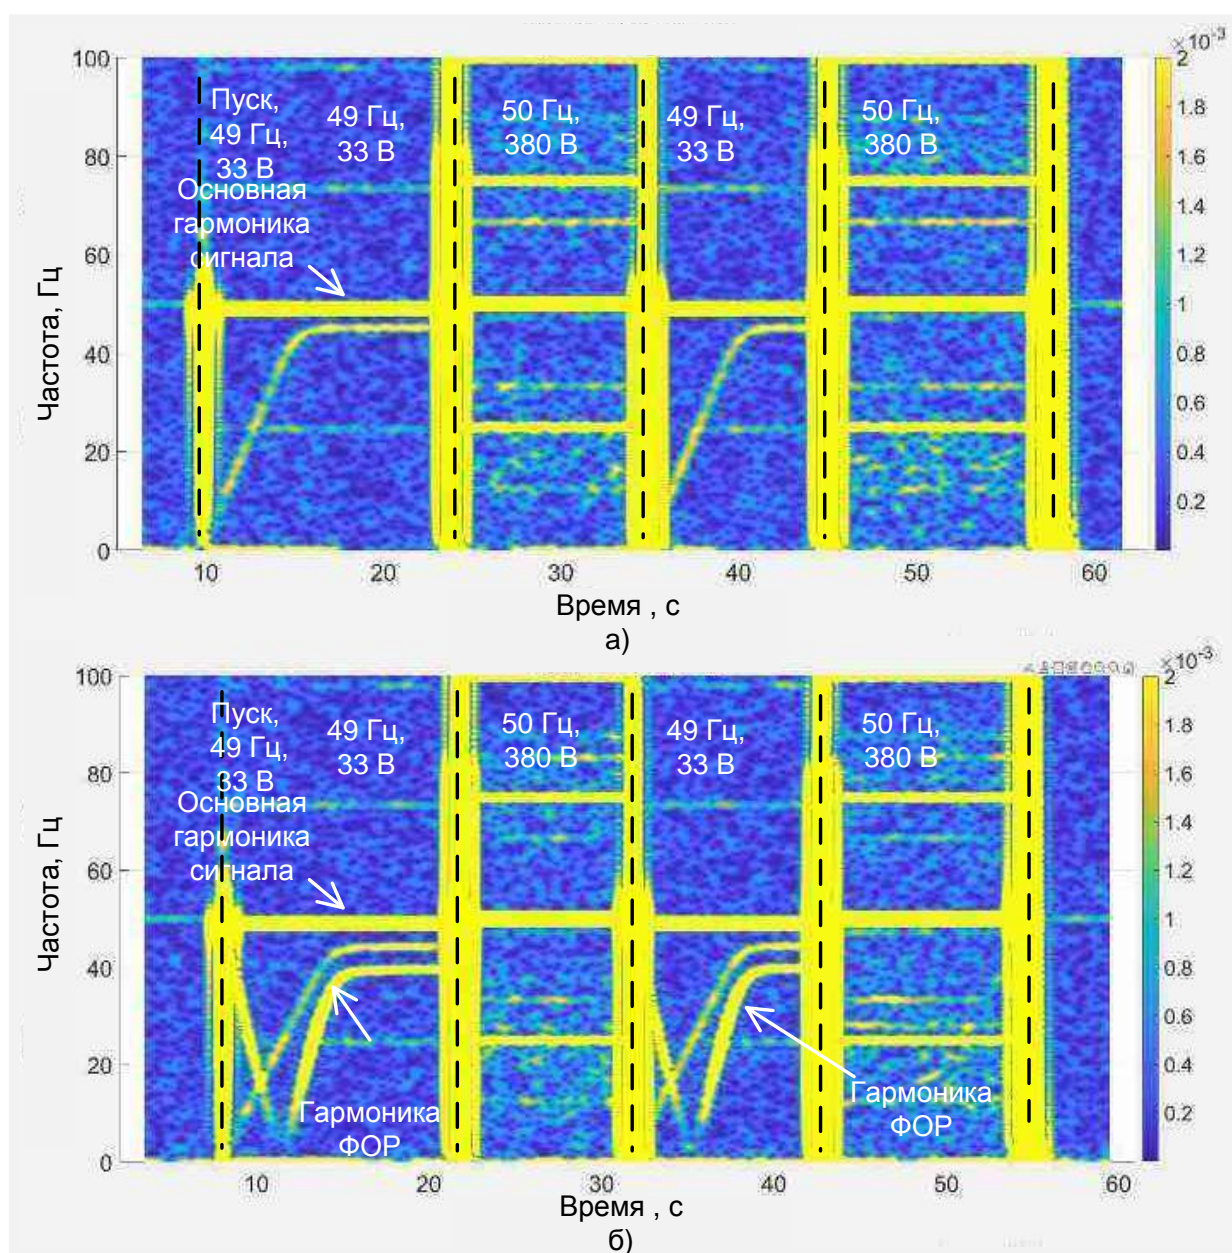 ×10⁻³
100
80
60
40
20
0
Частота, Гц
Пуск,
49 Гц,
33 В
49 Гц,
33 В
50 Гц,
380 В
49 Гц,
33 В
50 Гц,
380 В
Основная
гармоника
сигнала
2
1.8
1.6
1.4
1.2
1
0.8
0.6
0.4
0.2
10 20 30 40 50 60
Время , с
а)
×10⁻³
100
80
60
40
20
0
Частота, Гц
Пуск,
49 Гц,
33 В
49 Гц,
33 В
50 Гц,
380 В
49 Гц,
33 В
50 Гц,
380 В
Основная
гармоника
сигнала
Гармоника
ФОР
Гармоника
ФОР
2
1.8
1.6
1.4
1.2
1
0.8
0.6
0.4
0.2
10 20 30 40 50 60
Время , с
б)